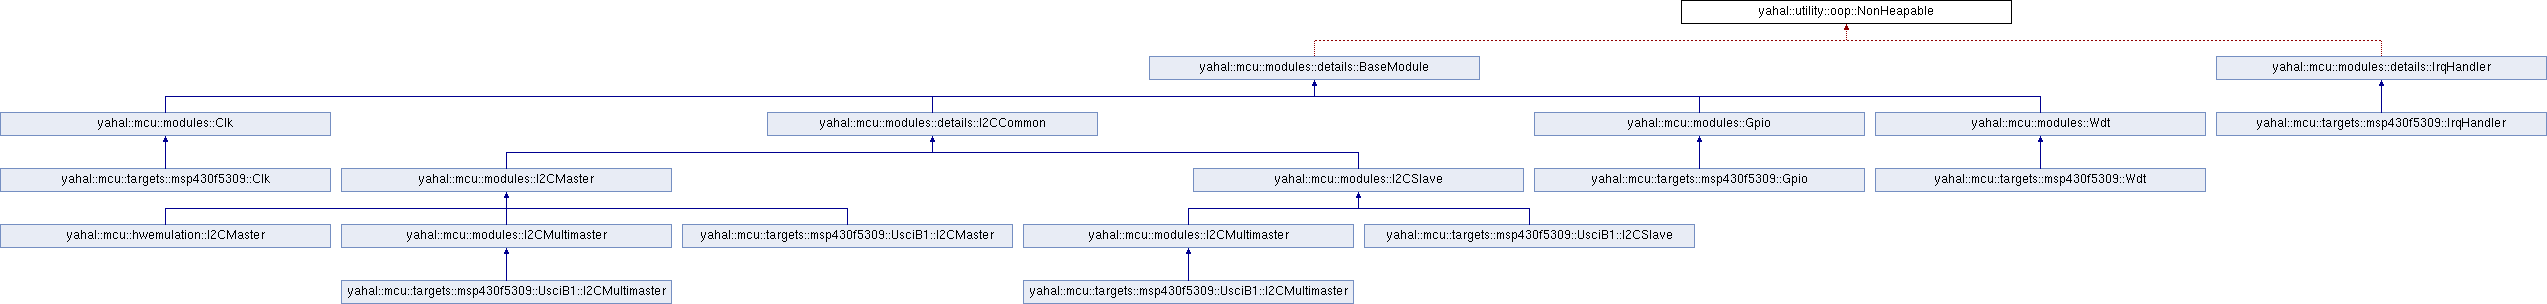 yahal::utility::oop::NonHeapable
yahal::mcu::modules::details::BaseModule
yahal::mcu::modules::details::IrqHandler
yahal::mcu::modules::Clk
yahal::mcu::modules::details::I2CCommon
yahal::mcu::modules::Gpio
yahal::mcu::modules::Wdt
yahal::mcu::targets::msp430f5309::IrqHandler
yahal::mcu::targets::msp430f5309::Clk
yahal::mcu::modules::I2CMaster
yahal::mcu::modules::I2CSlave
yahal::mcu::targets::msp430f5309::Gpio
yahal::mcu::targets::msp430f5309::Wdt
yahal::mcu::hwemulation::I2CMaster
yahal::mcu::modules::I2CMultimaster
yahal::mcu::targets::msp430f5309::UsciB1::I2CMaster
yahal::mcu::modules::I2CMultimaster
yahal::mcu::targets::msp430f5309::UsciB1::I2CSlave
yahal::mcu::targets::msp430f5309::UsciB1::I2CMultimaster
yahal::mcu::targets::msp430f5309::UsciB1::I2CMultimaster